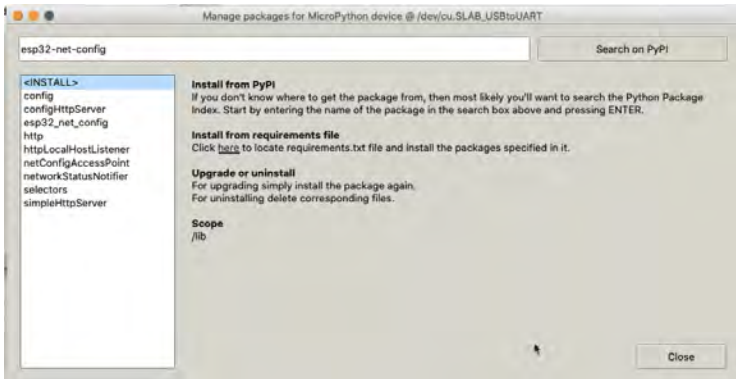 Manage packages for MicroPython device @ /dev/cu.SLAB_USBtoUART
esp32-net-config
Search on PyPI
<INSTALL>
config
configHttpServer
esp32_net_config
http
httpLocalHostListener
netConfigAccessPoint
networkStatusNotifier
selectors
simpleHttpServer
Install from PyPI
If you don't know where to get the package from, then most likely you'll want to search the Python Package
Index. Start by entering the name of the package in the search box above and pressing ENTER.
Install from requirements file
Click here to locate requirements.txt file and install the packages specified in it.
Upgrade or uninstall
For upgrading simply install the package again.
For uninstalling delete corresponding files.
Scope
/lib
Close